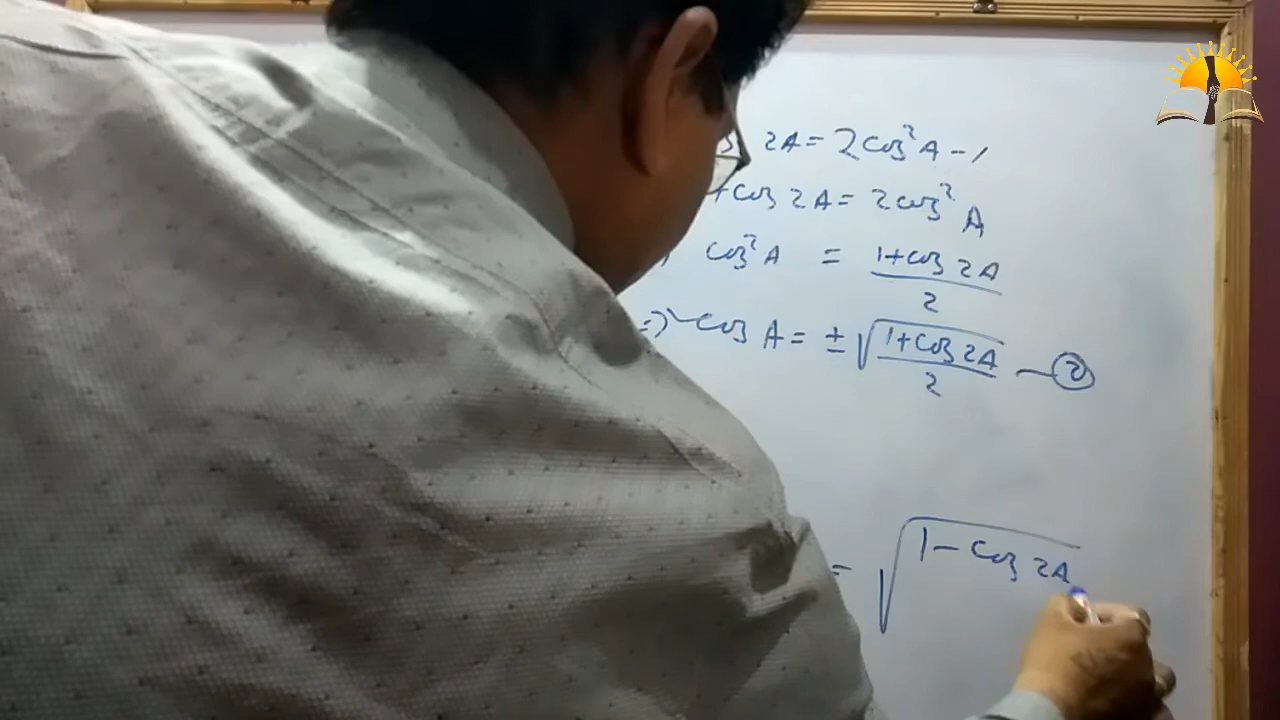 2A = 2cos²A - 1
+cos 2A = 2cos² A
cos²A = 1+cos 2A / 2
=> cos A = ± √(1+cos 2A / 2) — ②
= √(1 - cos 2A